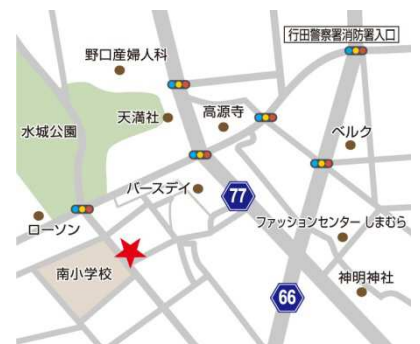 行田警察署消防署入口
野口産婦人科
天満社
高源寺
水城公園
ベルク
バースデイ
77
ローソン
ファッションセンター しまむら
南小学校
神明神社
66